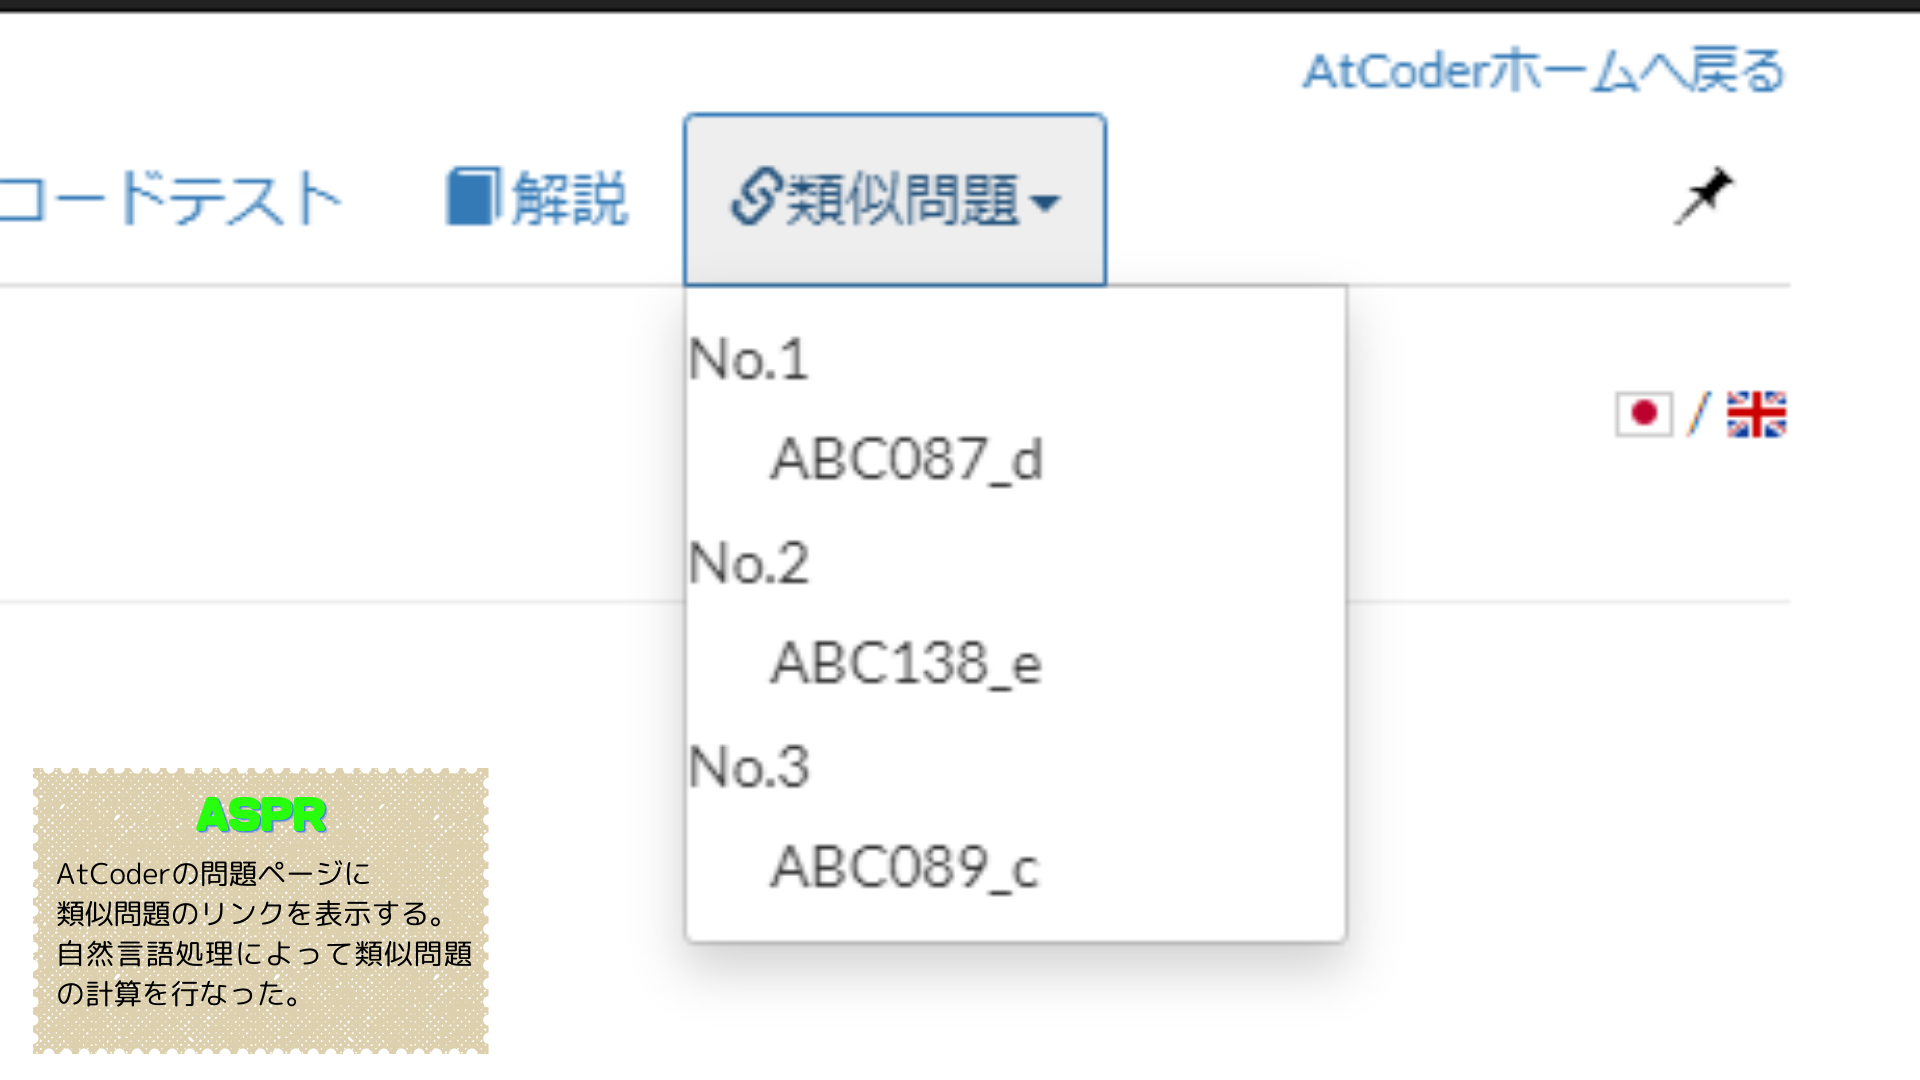 AtCoderホームへ戻る
コードテスト 解説 類似問題
No.1
ABC087_d
No.2
ABC138_e
No.3
ABC089_c
/
ASPR
AtCoderの問題ページに
類似問題のリンクを表示する。
自然言語処理によって類似問題
の計算を行なった。